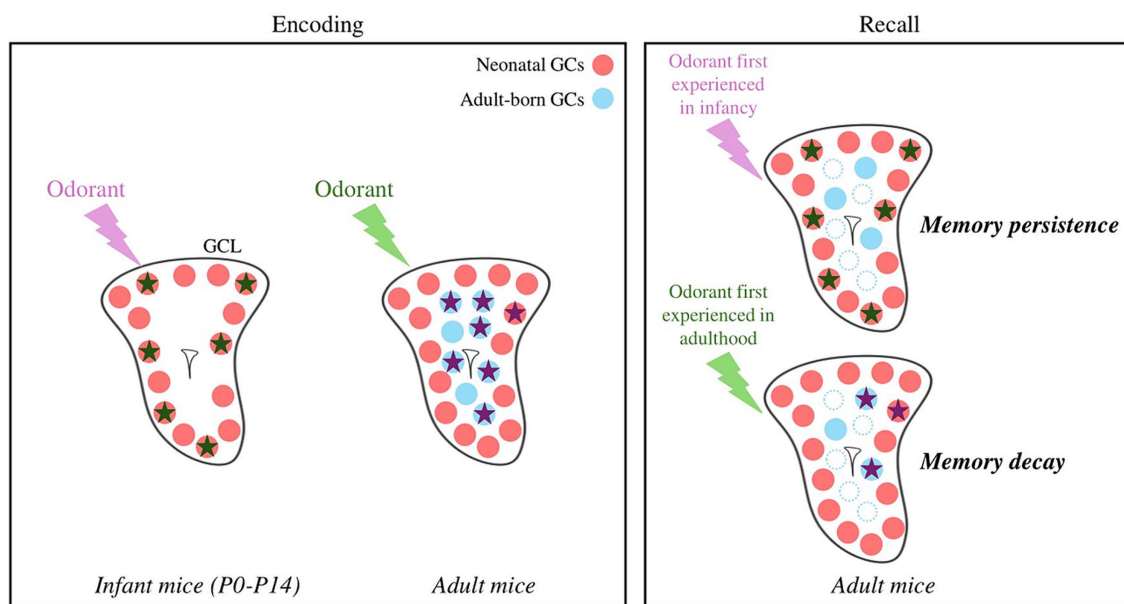 Encoding
Neonatal GCs
Adult-born GCs
Odorant
Odorant
GCL
Infant mice (P0-P14)
Adult mice
Recall
Odorant first
experienced
in infancy
Memory persistence
Odorant first
experienced in
adulthood
Memory decay
Adult mice